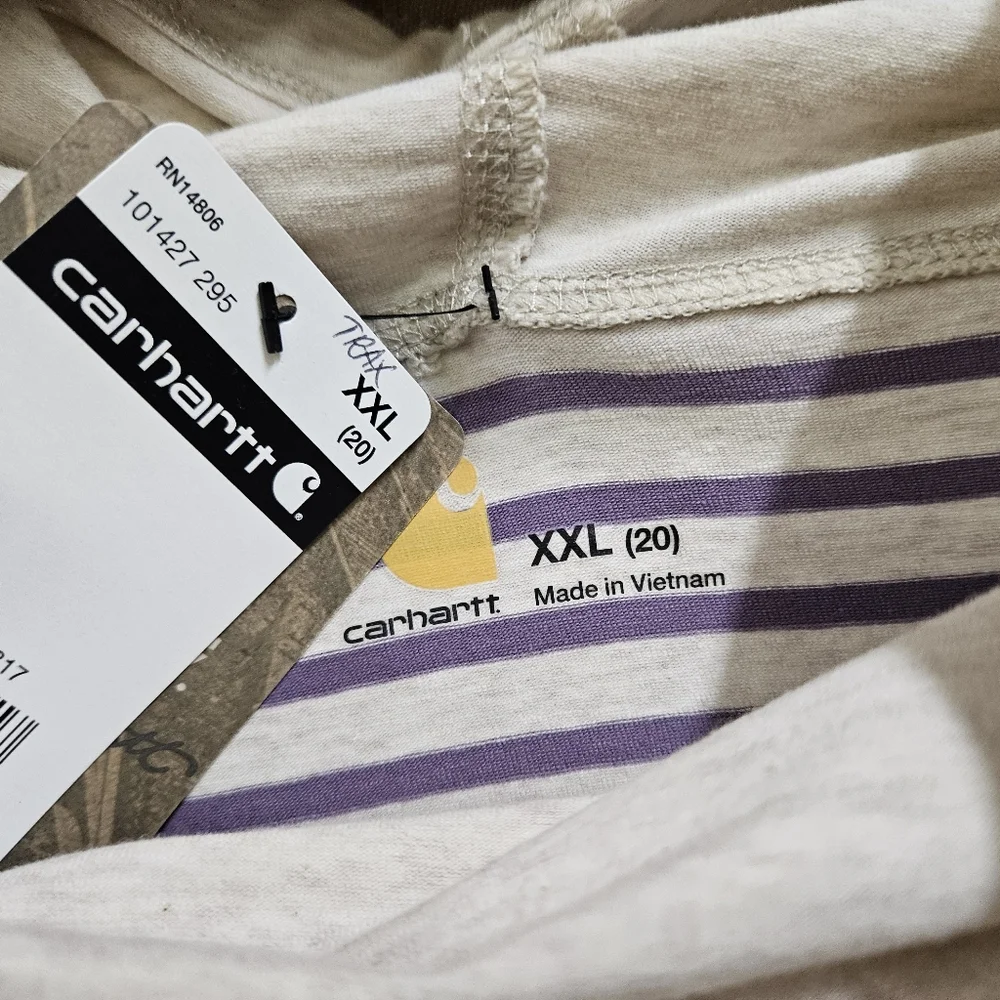 RN14806
101427 295
carhartt
TRAX
XXL
(20)
XXL (20)
Made in Vietnam
carhartt